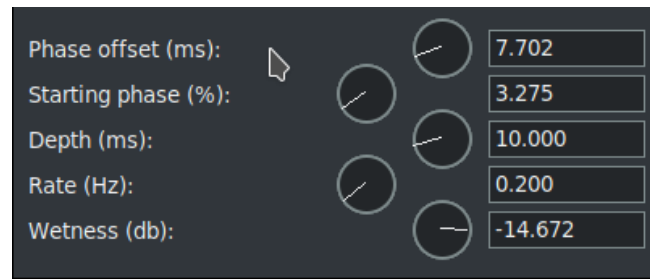 Phase offset (ms): 7.702
Starting phase (%): 3.275
Depth (ms): 10.000
Rate (Hz): 0.200
Wetness (db): -14.672